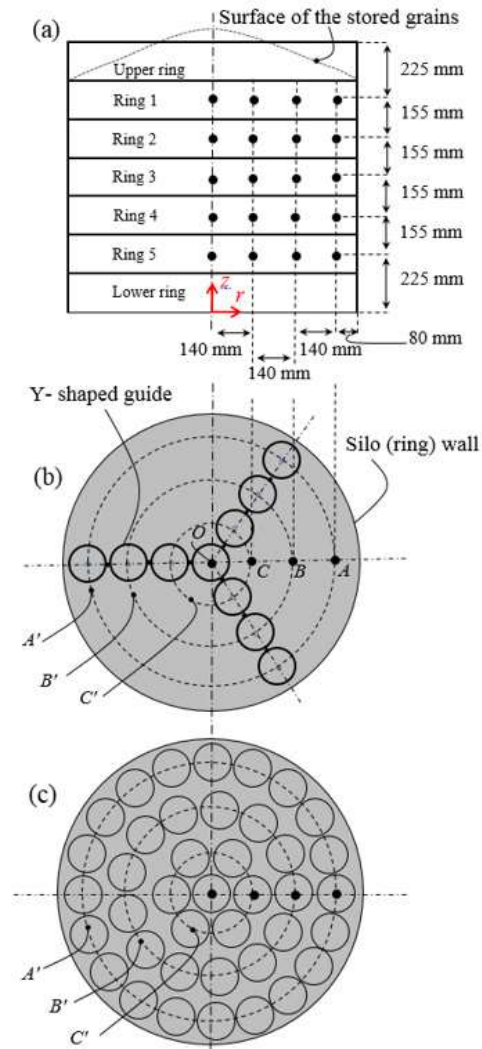 (a)
Surface of the stored grains
Upper ring
225 mm
Ring 1
155 mm
Ring 2
155 mm
Ring 3
155 mm
Ring 4
155 mm
Ring 5
225 mm
z
r
Lower ring
80 mm
140 mm
140 mm
140 mm
Y- shaped guide
Silo (ring) wall
(b)
O
C
B
A
A'
B'
C'
(c)
A'
B'
C'